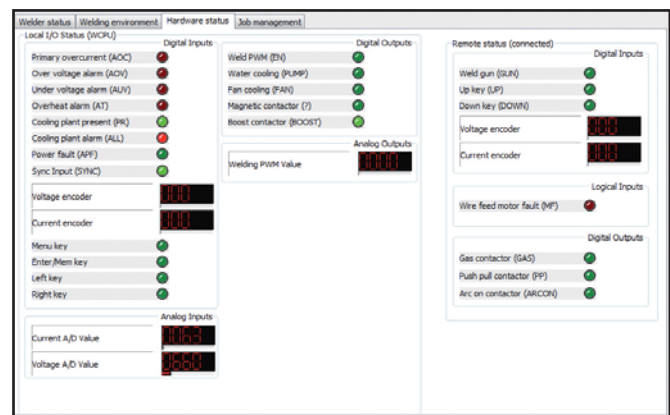 Welder status Welding environment Hardware status Job management
Local I/O Status (WCPU)
Digital Inputs
Primary overcurrent (AOC)
Over voltage alarm (AOV)
Under voltage alarm (AUV)
Overheat alarm (AT)
Cooling plant present (PR)
Cooling plant alarm (ALL)
Power fault (APF)
Sync Input (SYNC)
Voltage encoder
Current encoder
Menu key
Enter/Mem key
Left key
Right key
Analog Inputs
Current A/D Value
Voltage A/D Value 0660
Digital Outputs
Weld PWM (EN)
Water cooling (PUMP)
Fan cooling (FAN)
Magnetic contactor (?)
Boost contactor (BOOST)
Analog Outputs
Welding PWM Value
Remote status (connected)
Digital Inputs
Weld gun (GUN)
Up key (UP)
Down key (DOWN)
Voltage encoder
Current encoder
Logical Inputs
Wire feed motor fault (MF)
Digital Outputs
Gas contactor (GAS)
Push pull contactor (PP)
Arc on contactor (ARCON)